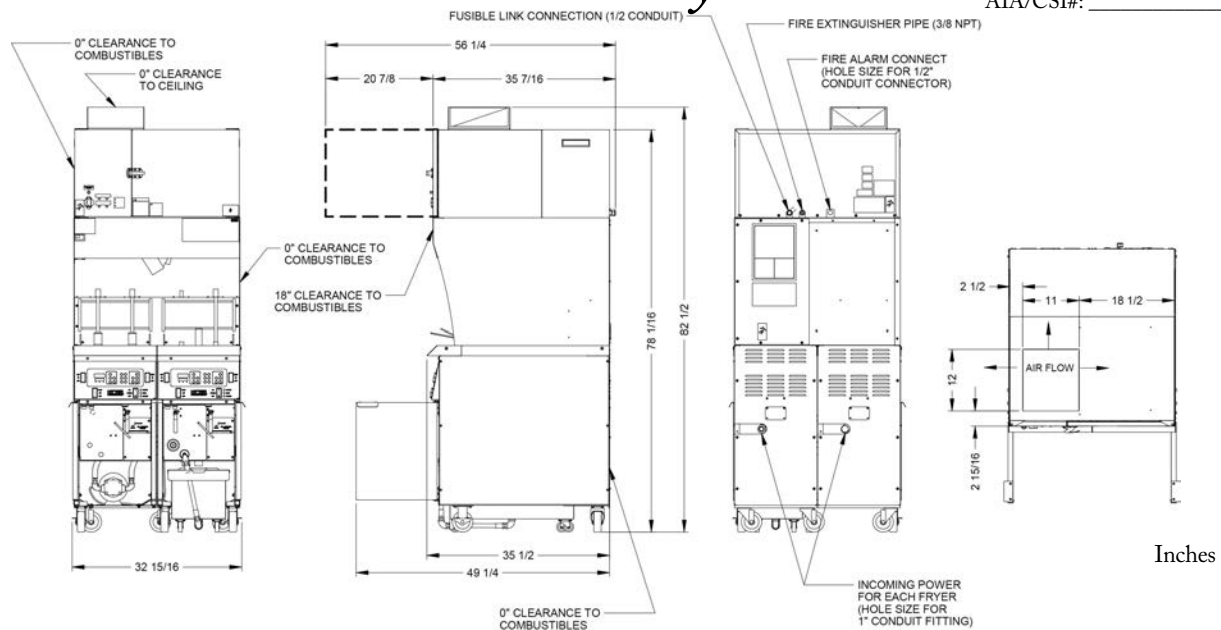 AIA/CSI#:
FUSIBLE LINK CONNECTION (1/2 CONDUIT)
FIRE EXTINGUISHER PIPE (3/8 NPT)
0" CLEARANCE TO
COMBUSTIBLES
56 1/4
0" CLEARANCE
TO CEILING
20 7/8
35 7/16
FIRE ALARM CONNECT
(HOLE SIZE FOR 1/2"
CONDUIT CONNECTOR)
0" CLEARANCE TO
COMBUSTIBLES
18" CLEARANCE TO
COMBUSTIBLES
78 1/16
82 1/2
2 1/2
11
18 1/2
AIR FLOW
12
2 15/16
32 15/16
35 1/2
49 1/4
0" CLEARANCE TO
COMBUSTIBLES
INCOMING POWER
FOR EACH FRYER
(HOLE SIZE FOR
1" CONDUIT FITTING)
Inches